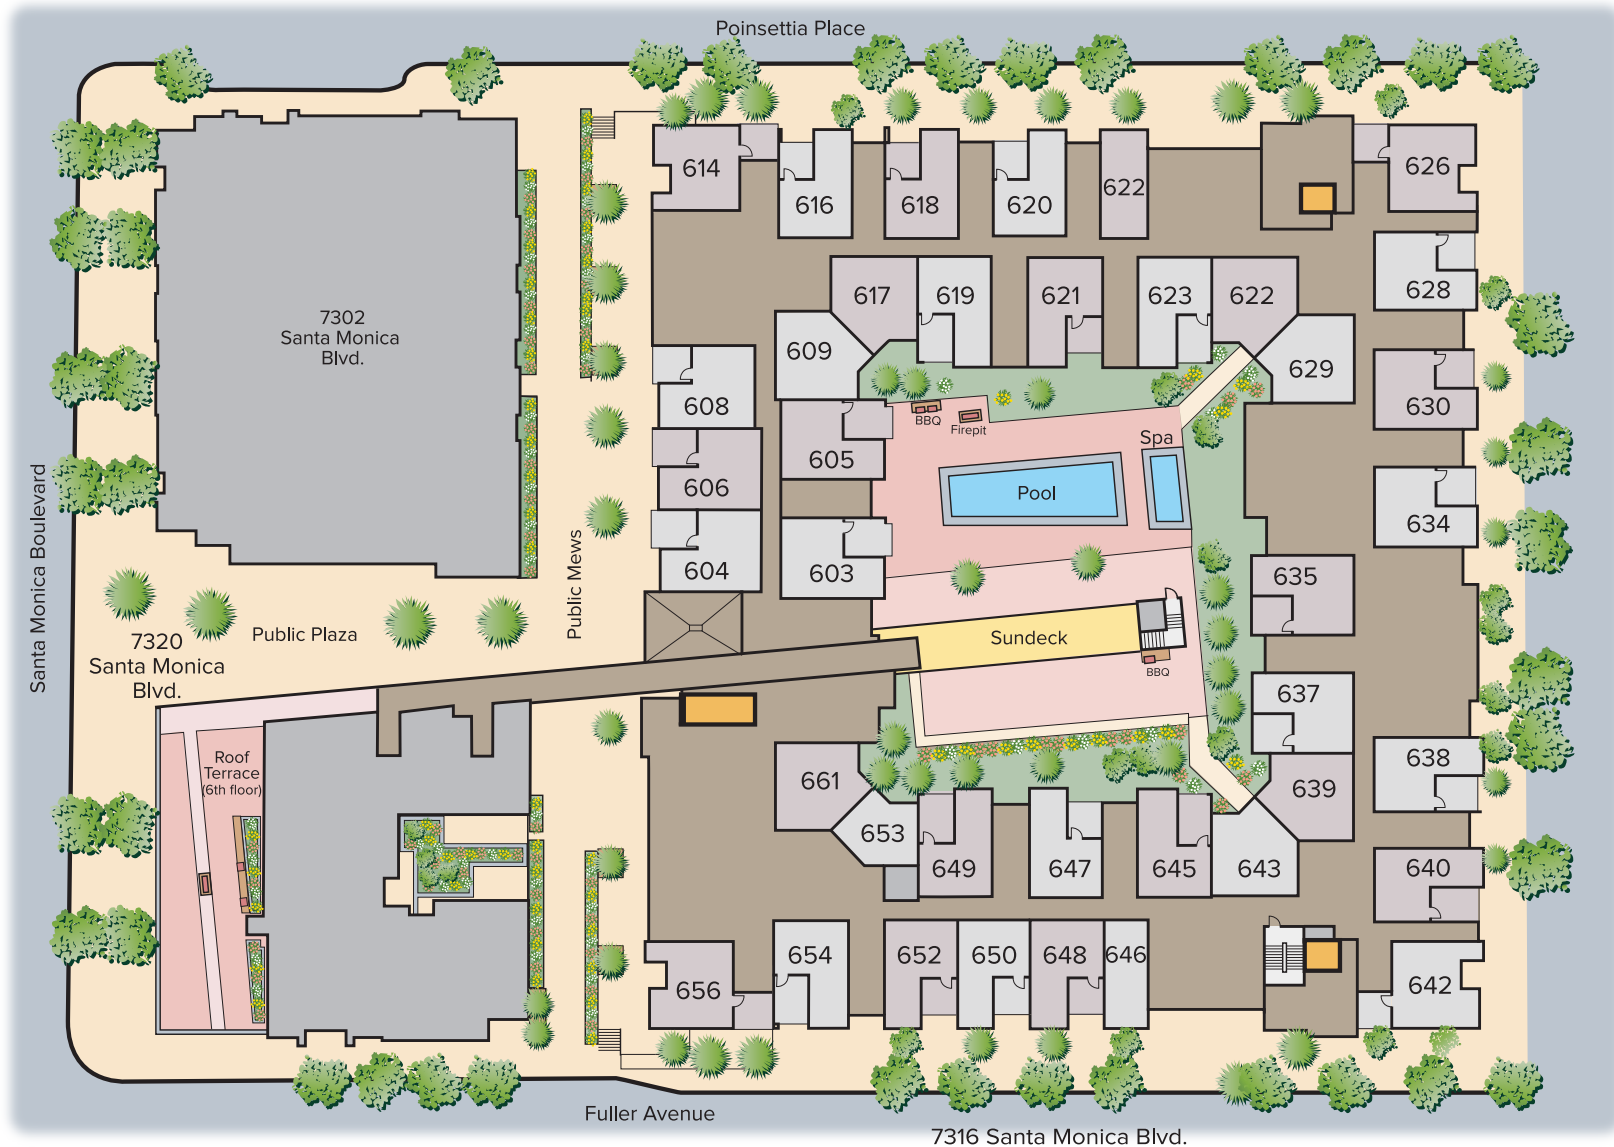 Poinsettia Place
614
616
618
620
622
626
628
617
619
621
623
622
629
609
608
630
605
606
BBQ
Firepit
Spa
Pool
634
603
604
635
Sundeck
BBQ
637
638
639
661
653
649
647
645
643
640
656
654
652
650
648
646
642
7302
Santa Monica
Blvd.
Santa Monica Boulevard
Public Mews
Public Plaza
7320
Santa Monica
Blvd.
Roof
Terrace
(6th floor)
Fuller Avenue
7316 Santa Monica Blvd.